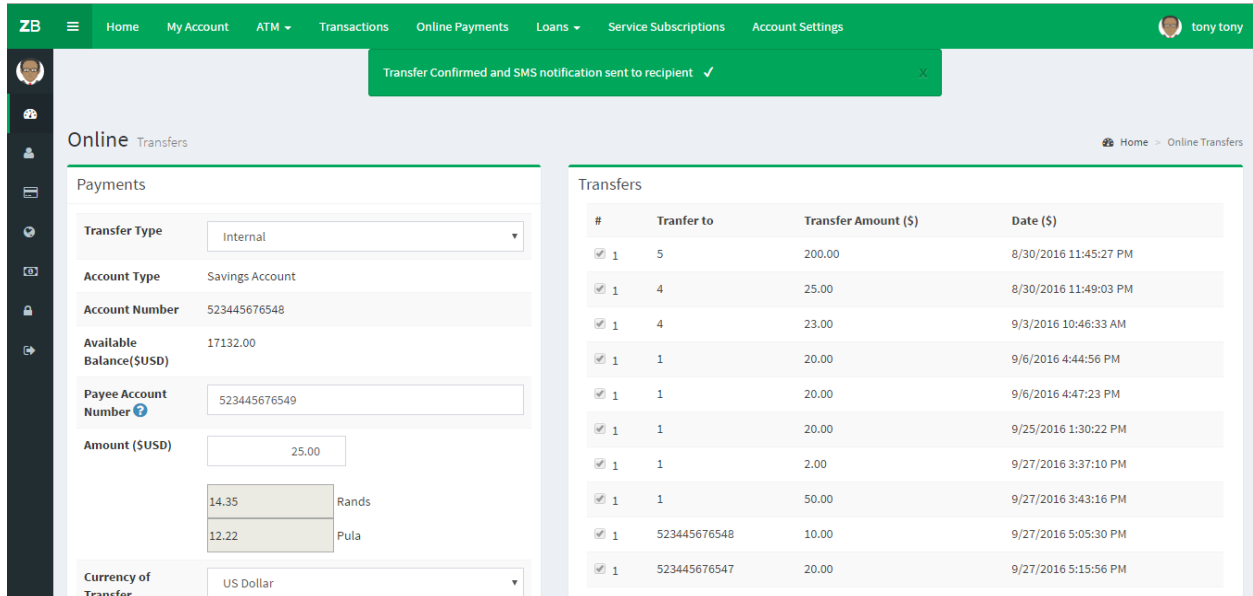 ZB Home My Account ATM Transactions Online Payments Loans Service Subscriptions Account Settings tony tony
Transfer Confirmed and SMS notification sent to recipient ✓ x
Online Transfers
Home > Online Transfers
Payments
Transfer Type Internal
Account Type Savings Account
Account Number 523445676548
Available 17132.00
Balance($USD)
Payee Account 523445676549
Number ?
Amount ($USD) 25.00
14.35 Rands
12.22 Pula
Currency of US Dollar
Transfer
Transfers
# Tranfer to Transfer Amount ($) Date ($)
1 5 200.00 8/30/2016 11:45:27 PM
1 4 25.00 8/30/2016 11:49:03 PM
1 4 23.00 9/3/2016 10:46:33 AM
1 1 20.00 9/6/2016 4:44:56 PM
1 1 20.00 9/6/2016 4:47:23 PM
1 1 20.00 9/25/2016 1:30:22 PM
1 1 2.00 9/27/2016 3:37:10 PM
1 1 50.00 9/27/2016 3:43:16 PM
1 523445676548 10.00 9/27/2016 5:05:30 PM
1 523445676547 20.00 9/27/2016 5:15:56 PM